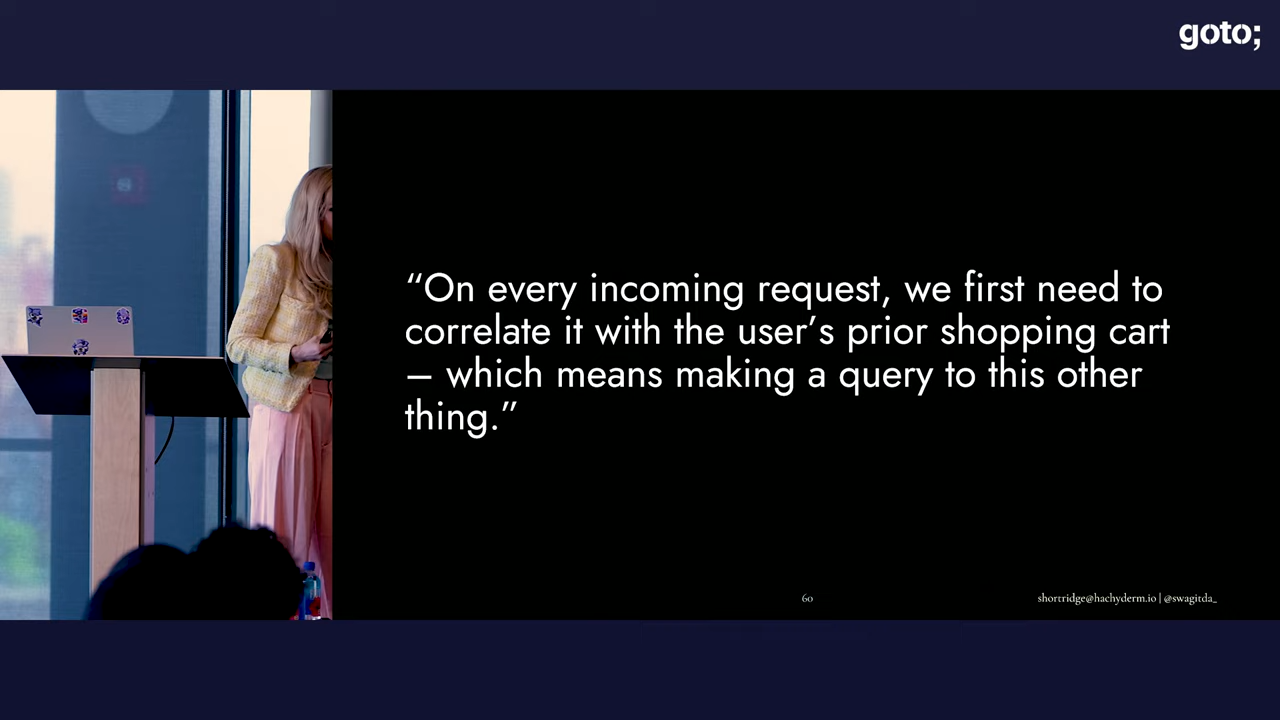 goto;
“On every incoming request, we first need to
correlate it with the user’s prior shopping cart
– which means making a query to this other
thing.”
60
shortridge@hachyderm.io | @swagitda_